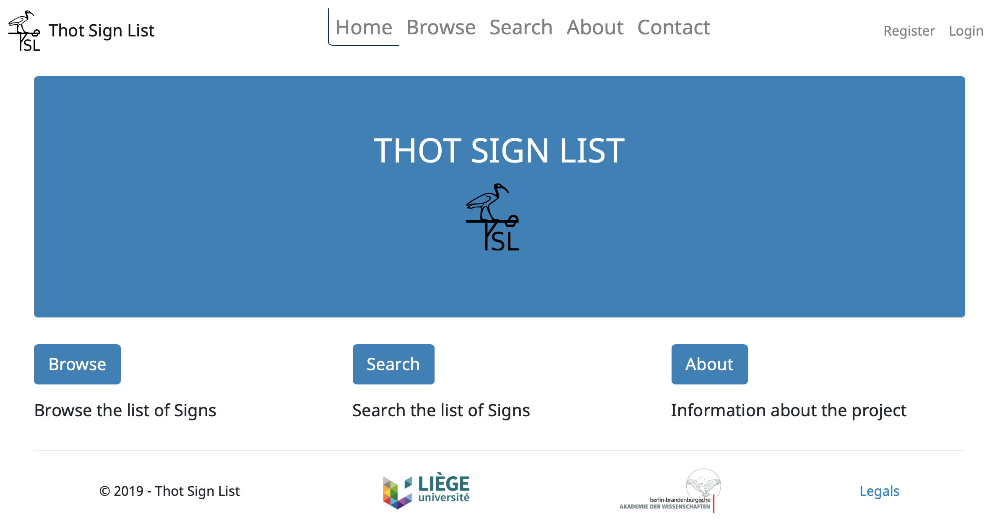 Thot Sign List
Home Browse Search About Contact
Register Login
TSL
THOT SIGN LIST
TSL
Browse
Search
About
Browse the list of Signs
Search the list of Signs
Information about the project
© 2019 - Thot Sign List
LIÈGE
université
berlin-brandenburgische
AKADEMIE DER WISSENSCHAFTEN
Legals